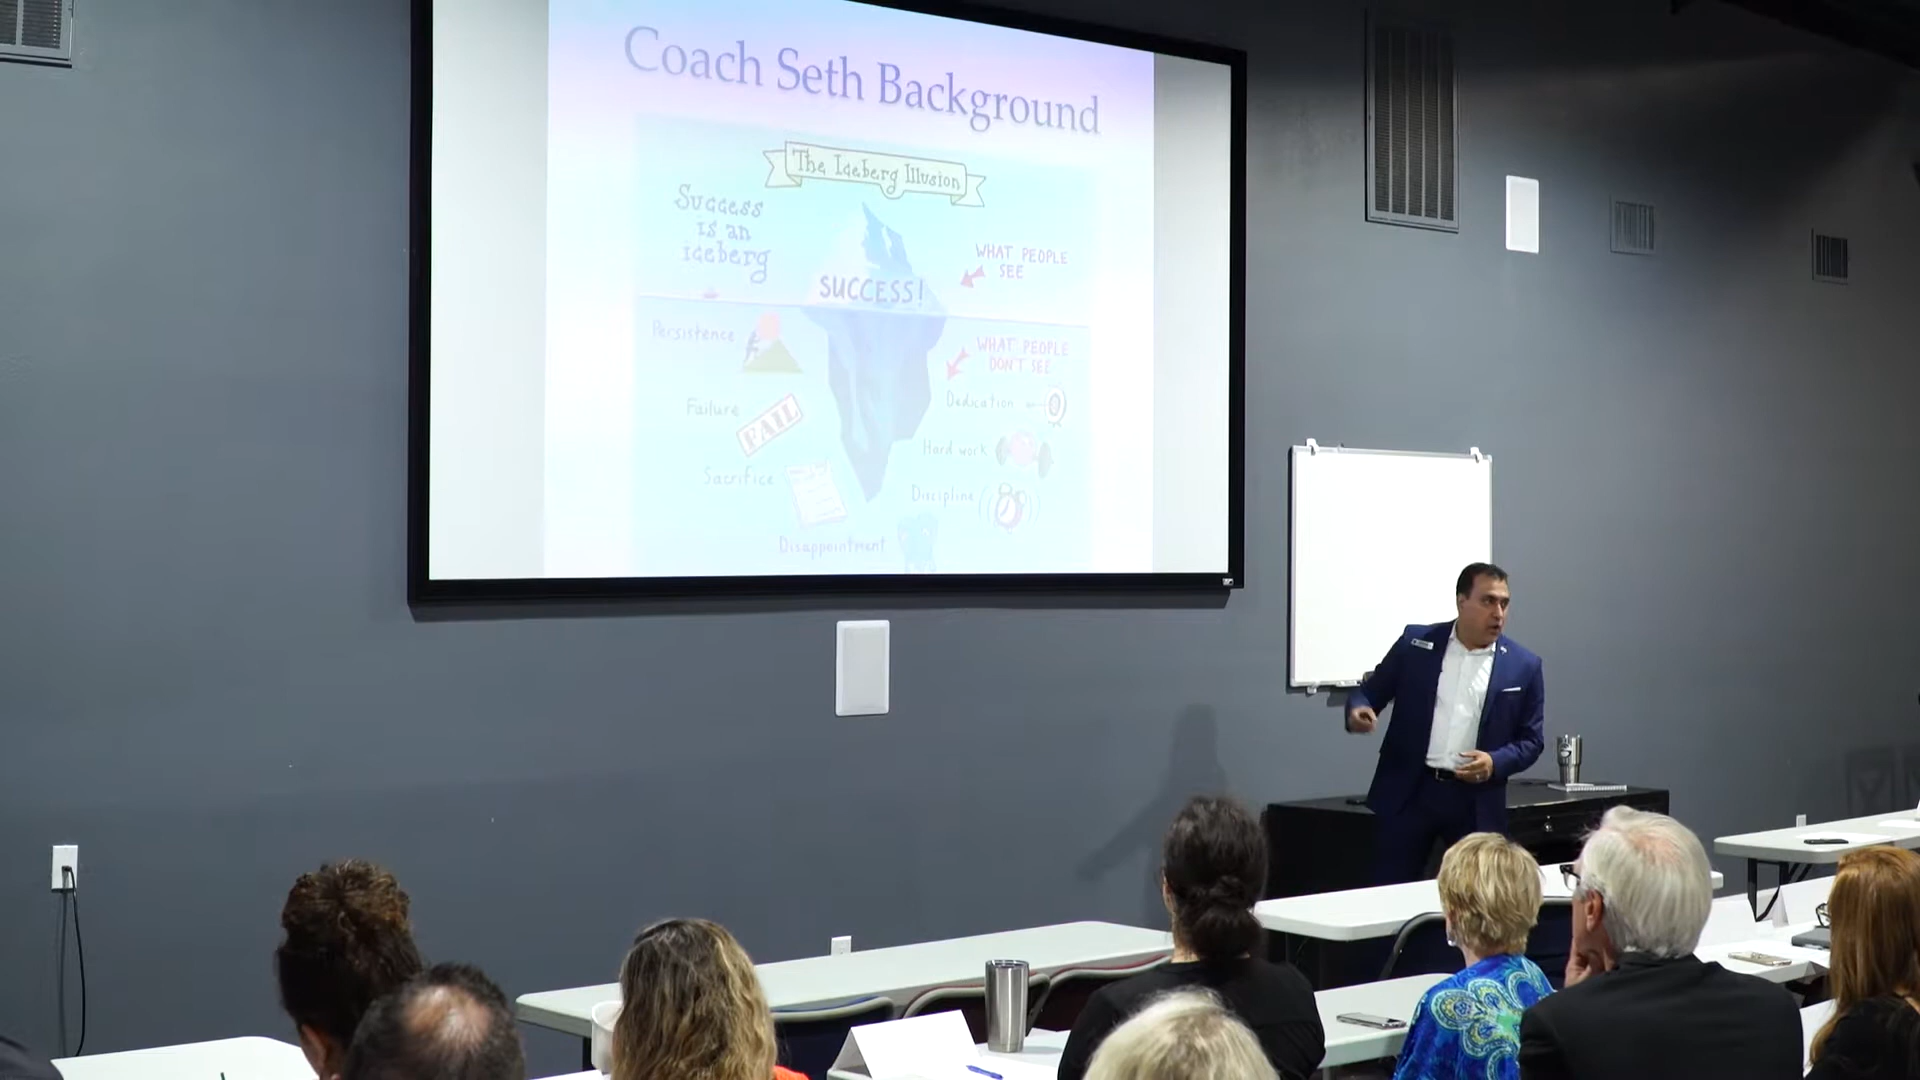 Coach Seth Background
The Iceberg Illusion
Success
is an
iceberg
WHAT PEOPLE
SEE
SUCCESS!
Persistence
WHAT PEOPLE
DON'T SEE
Dedication
Failure
FAIL
Hard work
Sacrifice
Discipline
Disappointment